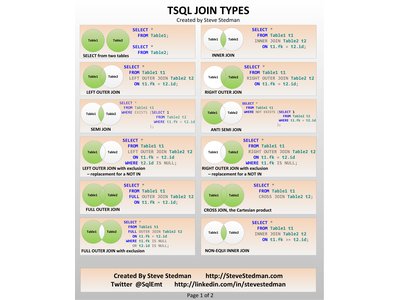 TSQL JOIN TYPES
Created by Steve Stedman
Table1 Table2
SELECT *
FROM Table1;
SELECT *
FROM Table2;
SELECT from two tables
Table1 Table2
SELECT *
FROM Table1 t1
INNER JOIN Table2 t2
ON t1.fk = t2.id;
INNER JOIN
Table1 Table2
SELECT *
FROM Table1 t1
LEFT OUTER JOIN Table2 t2
ON t1.fk = t2.id;
LEFT OUTER JOIN
Table1 Table2
SELECT *
FROM Table1 t1
RIGHT OUTER JOIN Table2 t2
ON t1.fk = t2.id;
RIGHT OUTER JOIN
Table1 Table2
SELECT *
FROM Table1 t1
WHERE EXISTS (SELECT 1
FROM Table2 t2
WHERE t1.fk = t2.id
);
SEMI JOIN
Table1 Table2
SELECT *
FROM Table1 t1
WHERE NOT EXISTS (SELECT 1
FROM Table2 t2
WHERE t1.fk = t2.id
ANTI SEMI JOIN
Table1 Table2
SELECT *
FROM Table1 t1
LEFT OUTER JOIN Table2 t2
ON t1.fk = t2.id
WHERE t2.id IS NULL;
LEFT OUTER JOIN with exclusion
– replacement for a NOT IN
Table1 Table2
SELECT *
FROM Table1 t1
RIGHT OUTER JOIN Table2 t2
ON t1.fk = t2.id
WHERE t1.fk IS NULL;
RIGHT OUTER JOIN with exclusion
– replacement for a NOT IN
Table1 Table2
SELECT *
FROM Table1 t1
FULL OUTER JOIN Table2 t2
ON t1.fk = t2.id;
FULL OUTER JOIN
Table1 Table2
SELECT *
FROM Table1 t1
CROSS JOIN Table2 t2;
CROSS JOIN, the Cartesian product
Table1 Table2
SELECT *
FROM Table1 t1
FULL OUTER JOIN Table2 t2
ON t1.fk = t2.id
WHERE t1.fk IS NULL
OR t2.id IS NULL;
FULL OUTER JOIN with exclusion
Table1 Table2
SELECT *
FROM Table1 t1
INNER JOIN Table2 t2
ON t1.fk >= t2.id;
NON-EQUI INNER JOIN
Created By Steve Stedman http://SteveStedman.com
Twitter @SqlEmt http://linkedin.com/in/stevestedman
Page 1 of 2